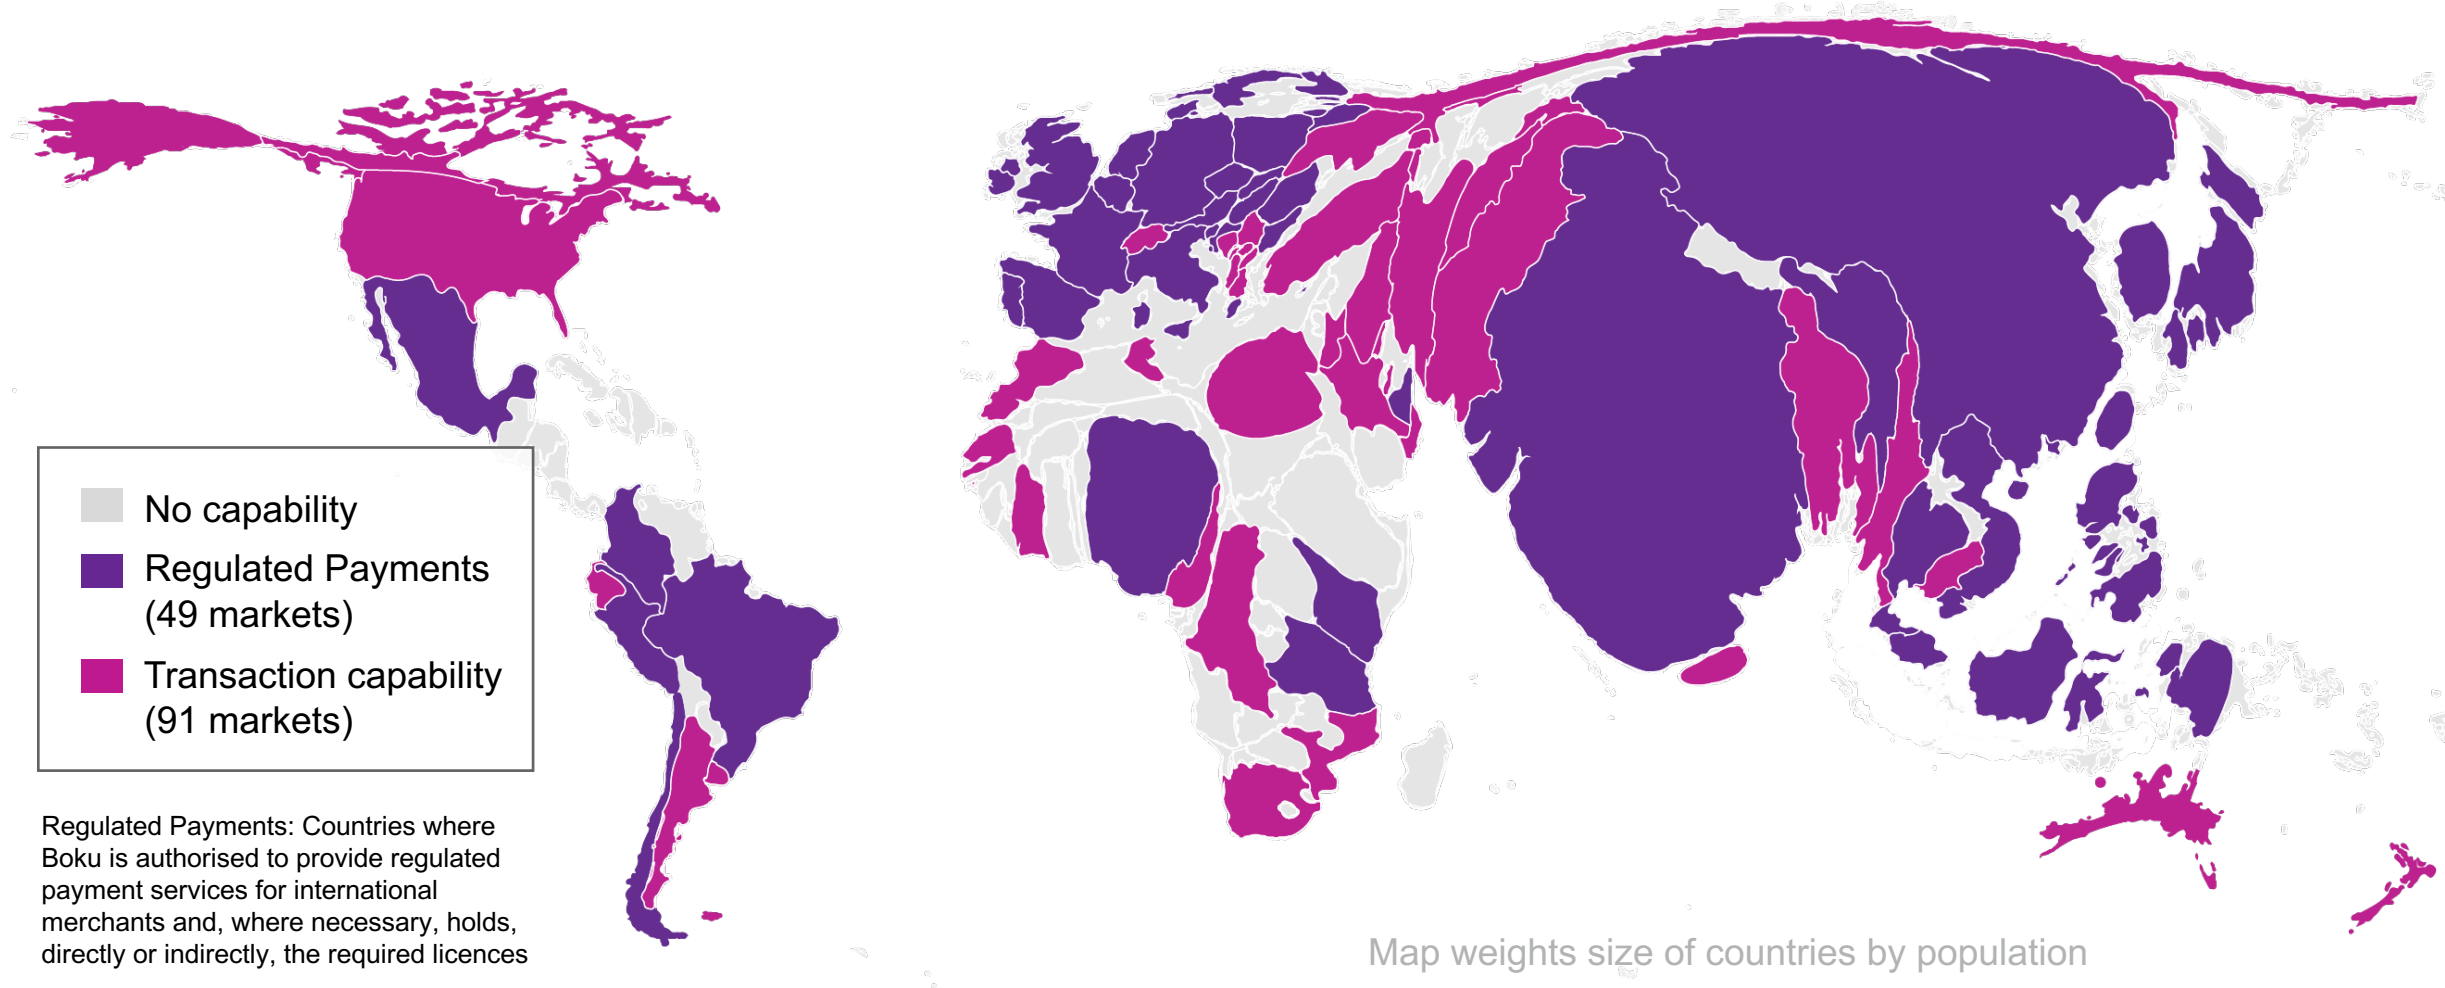 No capability
Regulated Payments
(49 markets)
Transaction capability
(91 markets)
Regulated Payments: Countries where
Boku is authorised to provide regulated
payment services for international
merchants and, where necessary, holds,
directly or indirectly, the required licences
Map weights size of countries by population